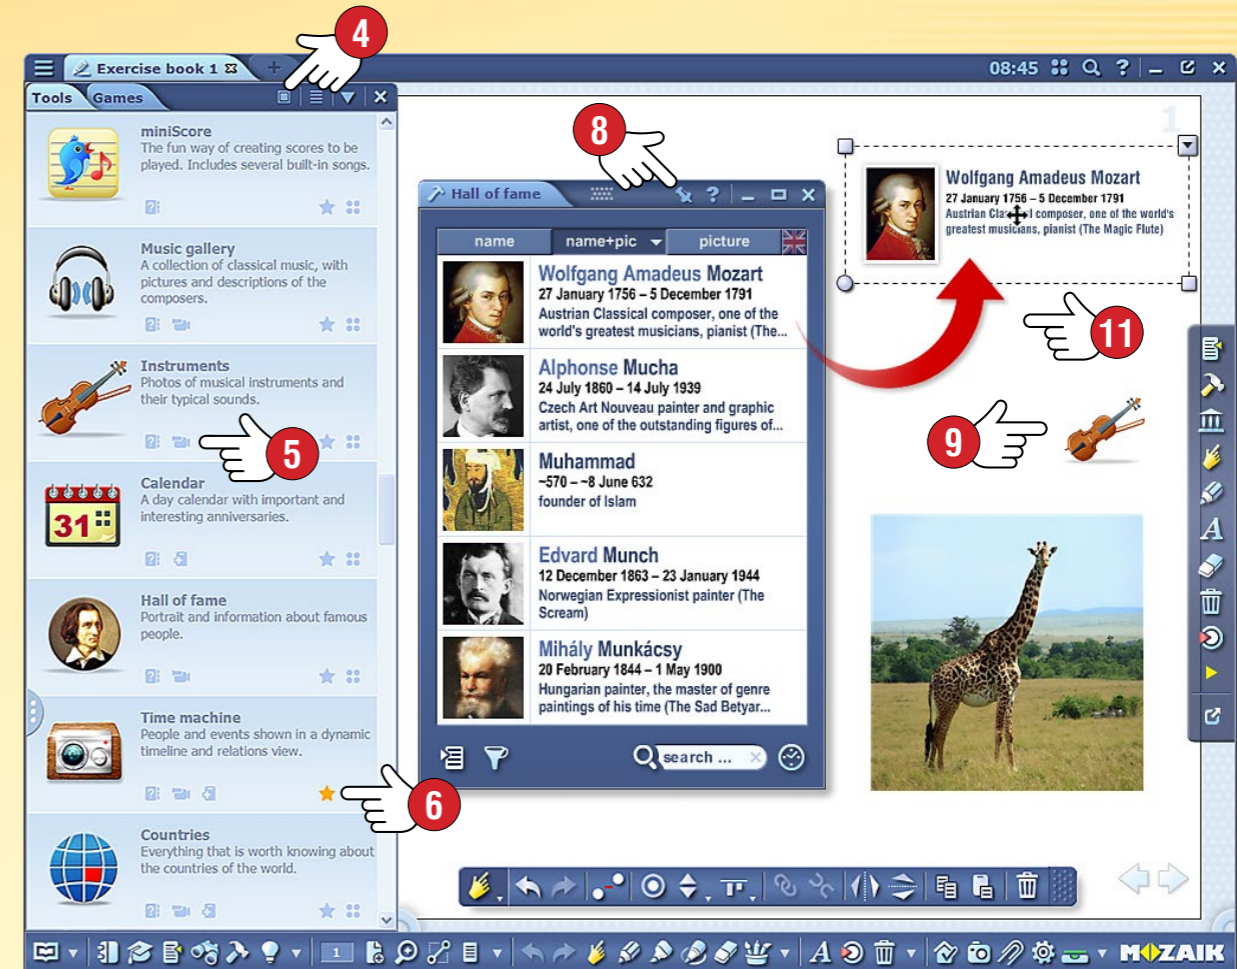 4
Exercise book 1
08:45
Tools Games
miniScore
The fun way of creating scores to be
played. Includes several built-in songs.
Music gallery
A collection of classical music, with
pictures and descriptions of the
composers.
Instruments
Photos of musical instruments and
their typical sounds.
5
Calendar
A day calendar with important and
interesting anniversaries.
31
Hall of fame
Portrait and information about famous
people.
Time machine
People and events shown in a dynamic
timeline and relations view.
6
Countries
Everything that is worth knowing about
the countries of the world.
8
Hall of fame
name name+pic picture
Wolfgang Amadeus Mozart
27 January 1756 – 5 December 1791
Austrian Classical composer, one of the
world's greatest musicians, pianist (The...
Alphonse Mucha
24 July 1860 – 14 July 1939
Czech Art Nouveau painter and graphic
artist, one of the outstanding figures of...
Muhammad
~570 – ~8 June 632
founder of Islam
Edvard Munch
12 December 1863 – 23 January 1944
Norwegian Expressionist painter (The
Scream)
Mihály Munkácsy
20 February 1844 – 1 May 1900
Hungarian painter, the master of genre
paintings of his time (The Sad Betyar...
search ...
1
Wolfgang Amadeus Mozart
27 January 1756 – 5 December 1791
Austrian composer, one of the world's
greatest musicians, pianist (The Magic Flute)
11
9
A
1
A
MOZAIK